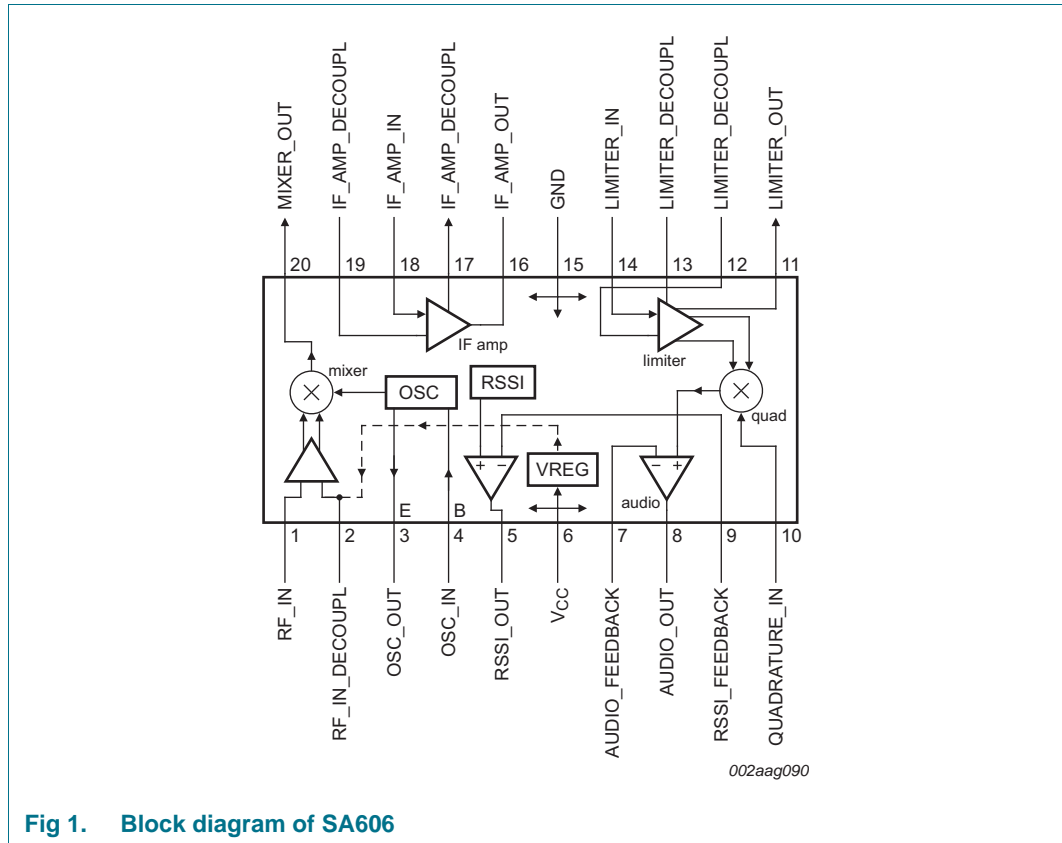 MIXER_OUT
IF_AMP_DECOUPL
IF_AMP_IN
IF_AMP_DECOUPL
IF_AMP_OUT
GND
LIMITER_IN
LIMITER_DECOUPL
LIMITER_DECOUPL
LIMITER_OUT
20 19 18 17 16 15 14 13 12 11
IF amp
limiter
mixer
OSC
RSSI
quad
+ −
VREG
− +
audio
E B
1 2 3 4 5 6 7 8 9 10
RF_IN
RF_IN_DECOUPL
OSC_OUT
OSC_IN
RSSI_OUT
VCC
AUDIO_FEEDBACK
AUDIO_OUT
RSSI_FEEDBACK
QUADRATURE_IN
002aag090
Fig 1. Block diagram of SA606